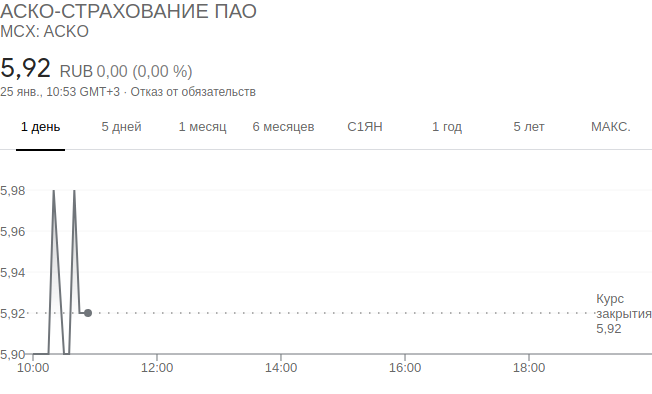 АСКО-СТРАХОВАНИЕ ПАО
MCX: ACKO
5,92 RUB 0,00 (0,00 %)
25 янв., 10:53 GMT+3 · Отказ от обязательств
1 день 5 дней 1 месяц 6 месяцев С1ЯН 1 год 5 лет МАКС.
5,98
5,96
5,94
5,92
5,90
Курс
закрытия
5,92
10:00 12:00 14:00 16:00 18:00